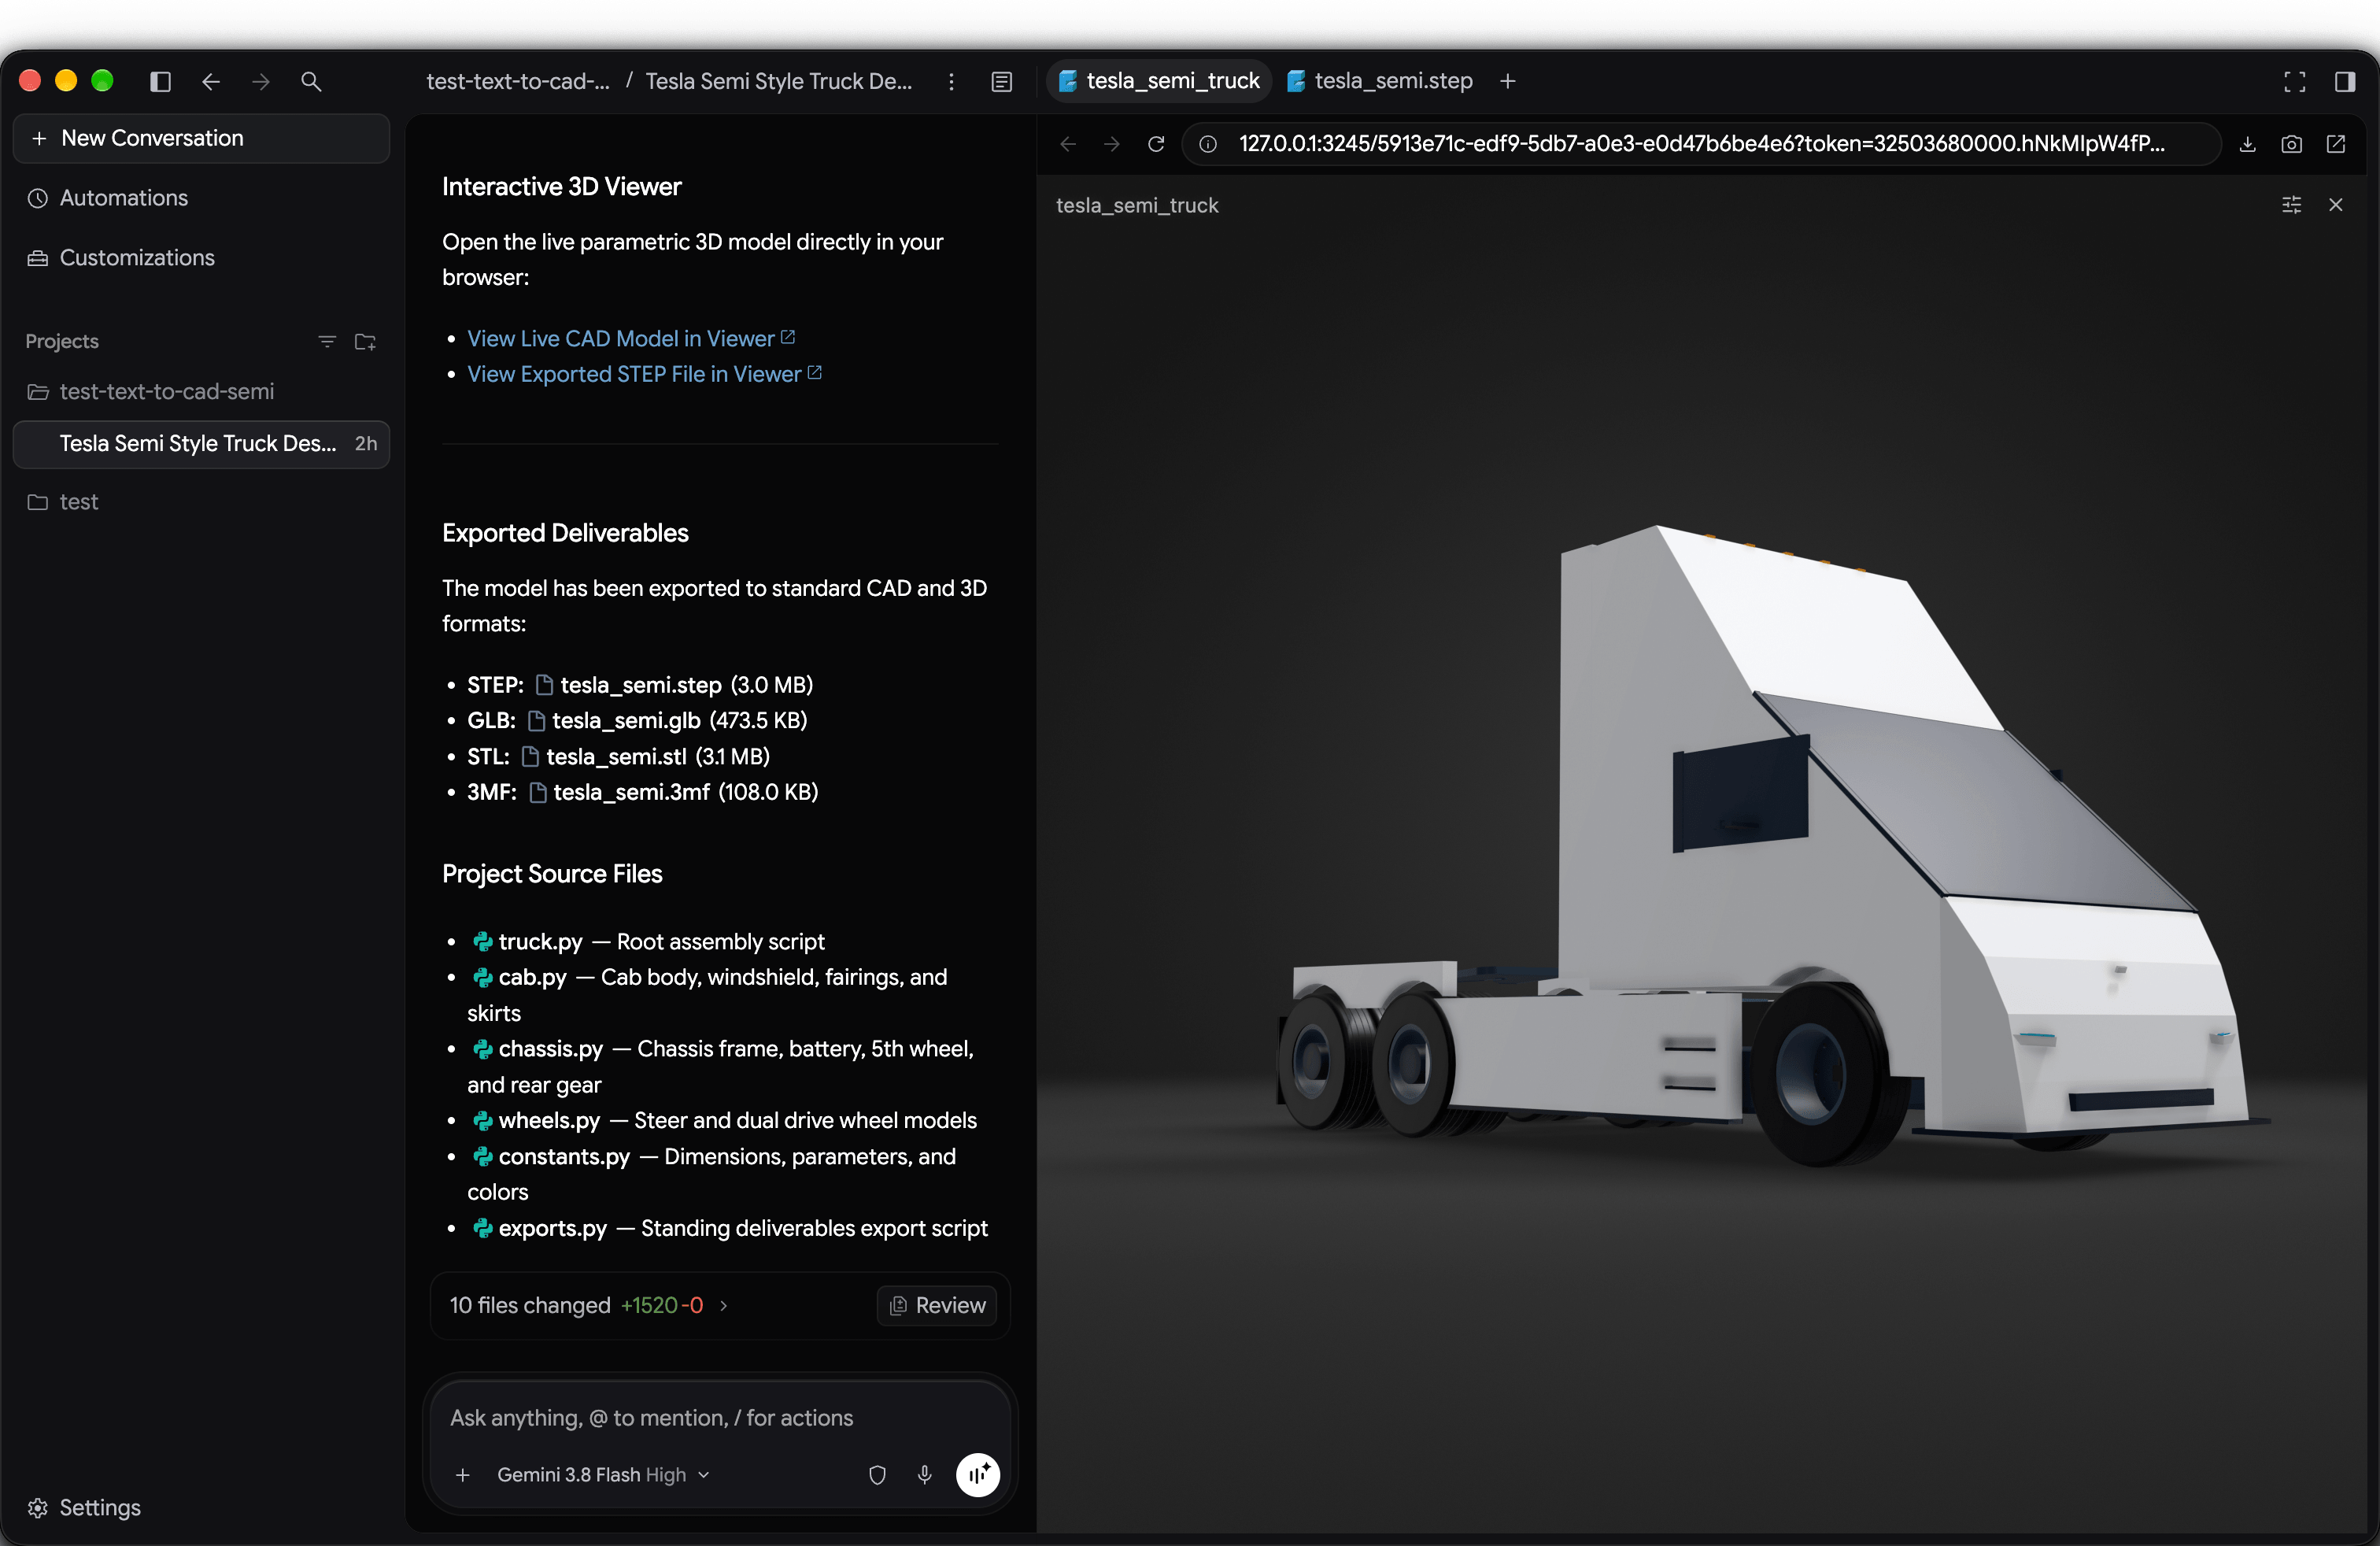 test-text-to-cad-... / Tesla Semi Style Truck De...
tesla_semi_truck
tesla_semi.step
New Conversation
Automations
Customizations
Projects
test-text-to-cad-semi
Tesla Semi Style Truck Des... 2h
test
Settings
Interactive 3D Viewer
Open the live parametric 3D model directly in your
browser:
• View Live CAD Model in Viewer
• View Exported STEP File in Viewer
Exported Deliverables
The model has been exported to standard CAD and 3D
formats:
• STEP: tesla_semi.step (3.0 MB)
• GLB: tesla_semi.glb (473.5 KB)
• STL: tesla_semi.stl (3.1 MB)
• 3MF: tesla_semi.3mf (108.0 KB)
Project Source Files
• truck.py — Root assembly script
• cab.py — Cab body, windshield, fairings, and
skirts
• chassis.py — Chassis frame, battery, 5th wheel,
and rear gear
• wheels.py — Steer and dual drive wheel models
• constants.py — Dimensions, parameters, and
colors
• exports.py — Standing deliverables export script
10 files changed +1520 -0
Review
Ask anything, @ to mention, / for actions
Gemini 3.8 Flash High
127.0.0.1:3245/5913e71c-edf9-5db7-a0e3-e0d47b6be4e6?token=32503680000.hNkMIpW4fP...
tesla_semi_truck